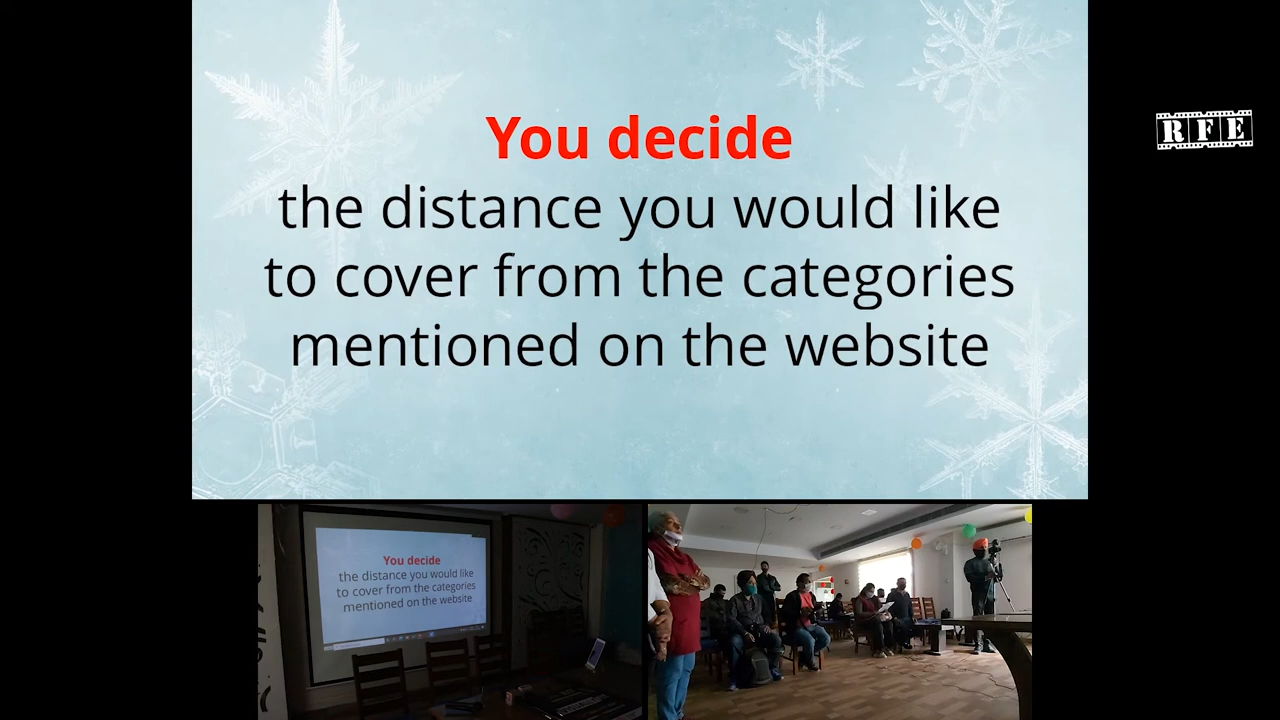 You decide
the distance you would like
to cover from the categories
mentioned on the website
RFE
You decide
the distance you would like
to cover from the categories
mentioned on the website